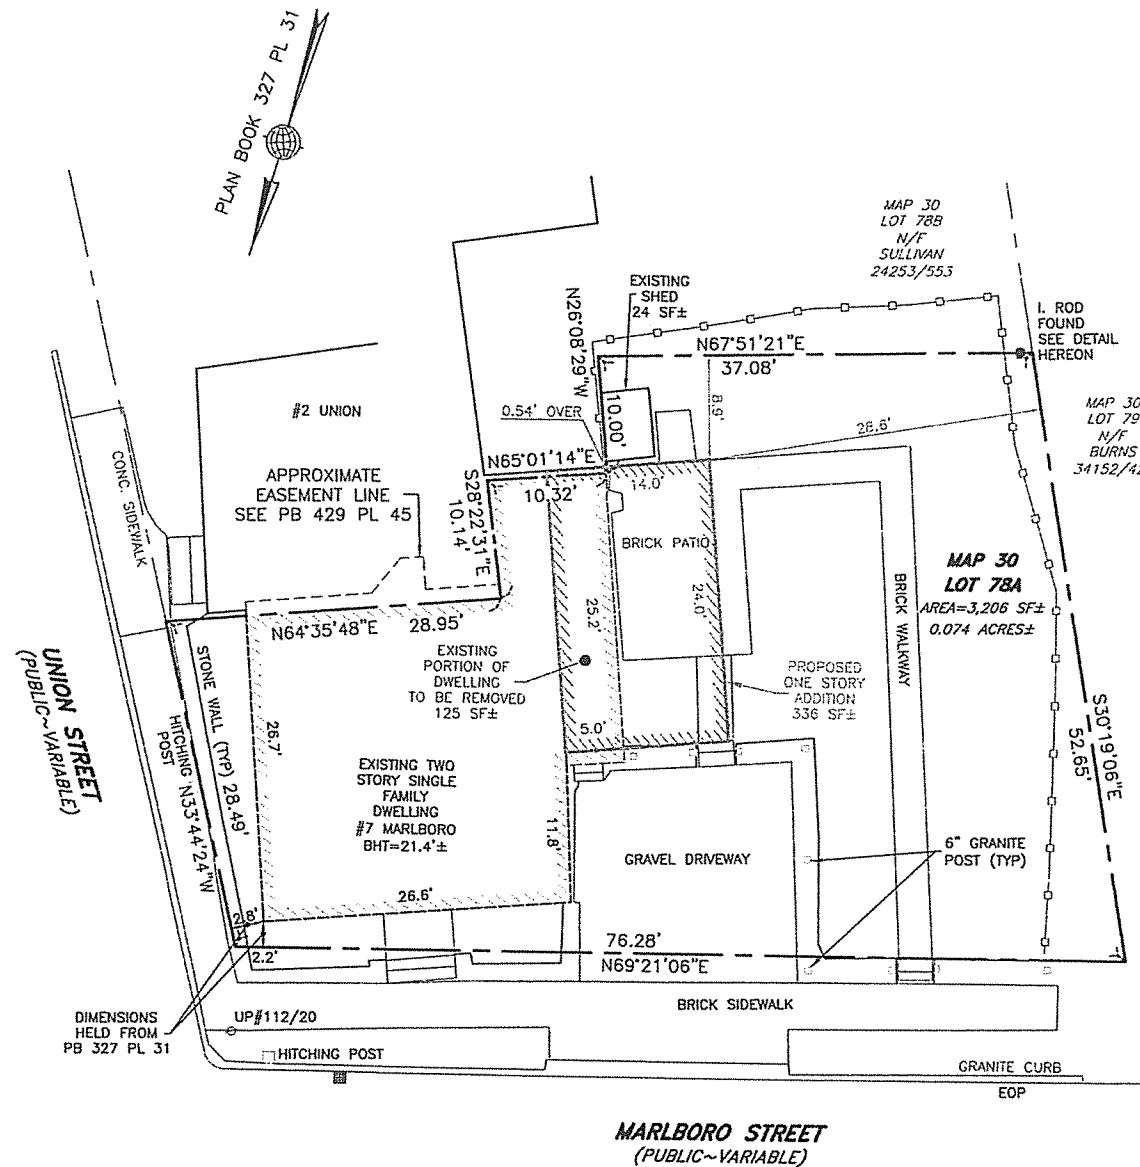 PLAN BOOK 327 PL 31
MAP 30
LOT 78B
N/F
SULLIVAN
24253/553
EXISTING
SHED
24 SF±
I. ROD
FOUND
SEE DETAIL
HEREON
N26°08'29"W
10.00'
N67°51'21"E
37.08'
8.9'
28.6'
MAP 30
LOT 79
N/F
BURNS
#2 UNION
0.54' OVER
N65°01'14"E
10.32'
14.0'
APPROXIMATE
EASEMENT LINE
SEE PB 429 PL 45
S28°22'31"E
10.14'
CONC. SIDEWALK
BRICK PATIO
MAP 30
LOT 78A
AREA=3,206 SF±
0.074 ACRES±
BRICK WALKWAY
25.2'
24.0'
N64°35'48"E 28.95'
EXISTING
PORTION OF
DWELLING
TO BE REMOVED
125 SF±
PROPOSED
ONE STORY
ADDITION
336 SF±
UNION STREET
(PUBLIC~VARIABLE)
HITCHING
POST
N33°44'24"W
STONE WALL (TYP) 28.49'
26.7'
5.0'
S30°19'06"E
52.65'
EXISTING TWO
STORY SINGLE
FAMILY
DWELLING
#7 MARLBORO
BHT=21.4'±
11.8'
GRAVEL DRIVEWAY
6" GRANITE
POST (TYP)
26.6'
2.8'
2.2'
76.28'
N69°21'06"E
DIMENSIONS
HELD FROM
PB 327 PL 31
UP#112/20
HITCHING POST
BRICK SIDEWALK
GRANITE CURB
EOP
MARLBORO STREET
(PUBLIC~VARIABLE)